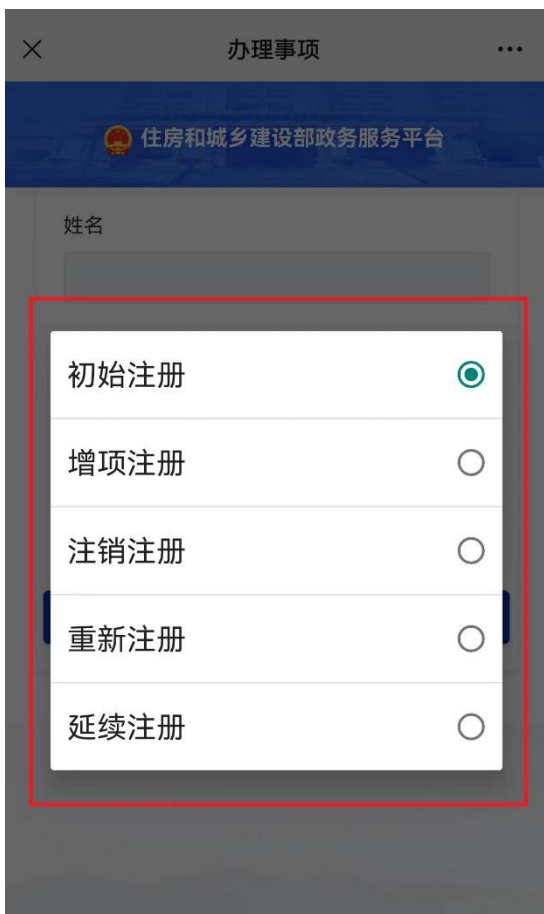 办理事项
住房和城乡建设部政务服务平台
姓名
初始注册
增项注册
注销注册
重新注册
延续注册